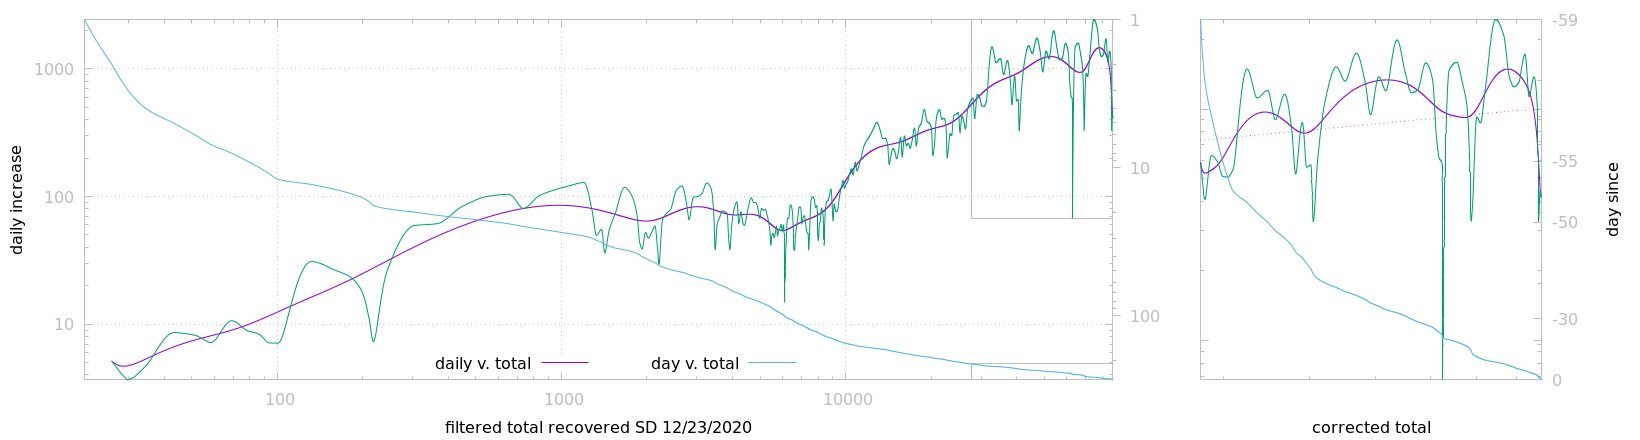 1000
100
10
daily increase
1
10
100
daily v. total
day v. total
100
1000
10000
filtered total recovered SD 12/23/2020
-59
-55
-50
-30
0
day since
corrected total